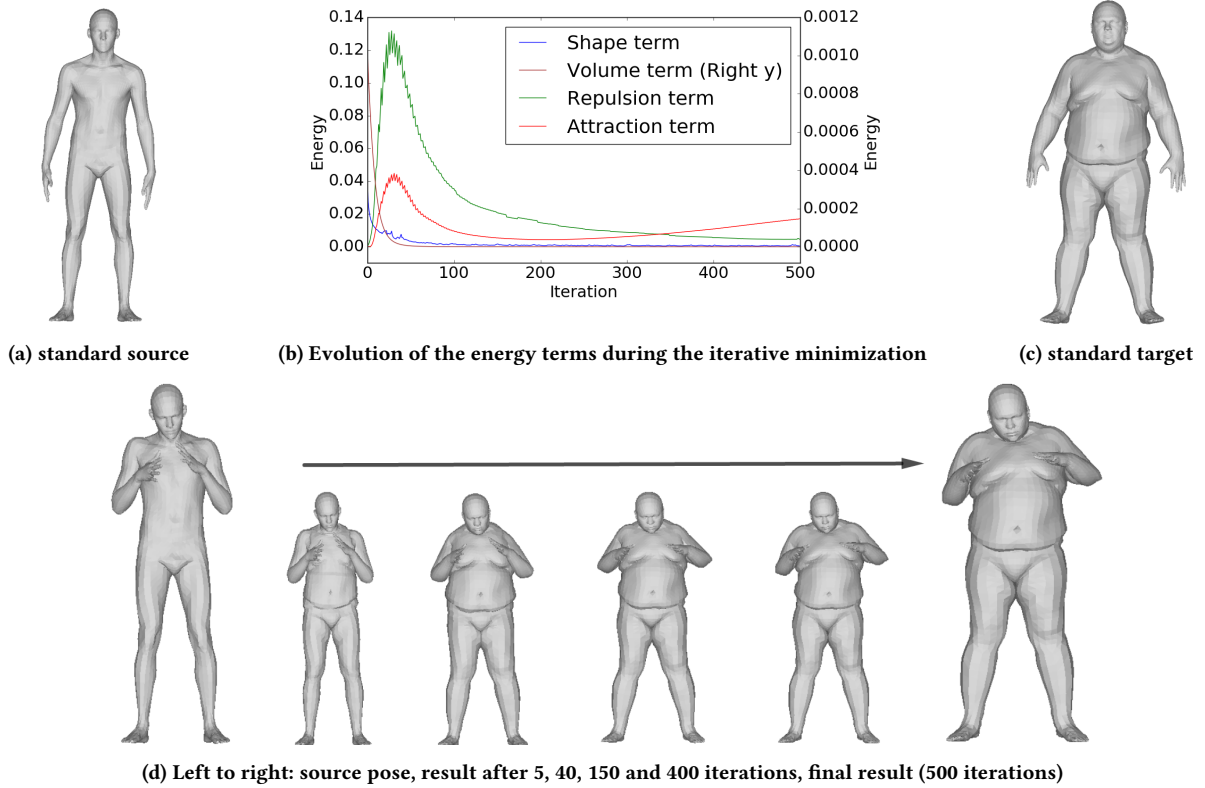 0.14
0.12
0.10
0.08
0.06
0.04
0.02
0.00
Energy
0
100
200
300
400
500
Iteration
Shape term
Volume term (Right y)
Repulsion term
Attraction term
0.0012
0.0010
0.0008
0.0006
0.0004
0.0002
0.0000
Energy
(a) standard source
(b) Evolution of the energy terms during the iterative minimization
(c) standard target
(d) Left to right: source pose, result after 5, 40, 150 and 400 iterations, final result (500 iterations)